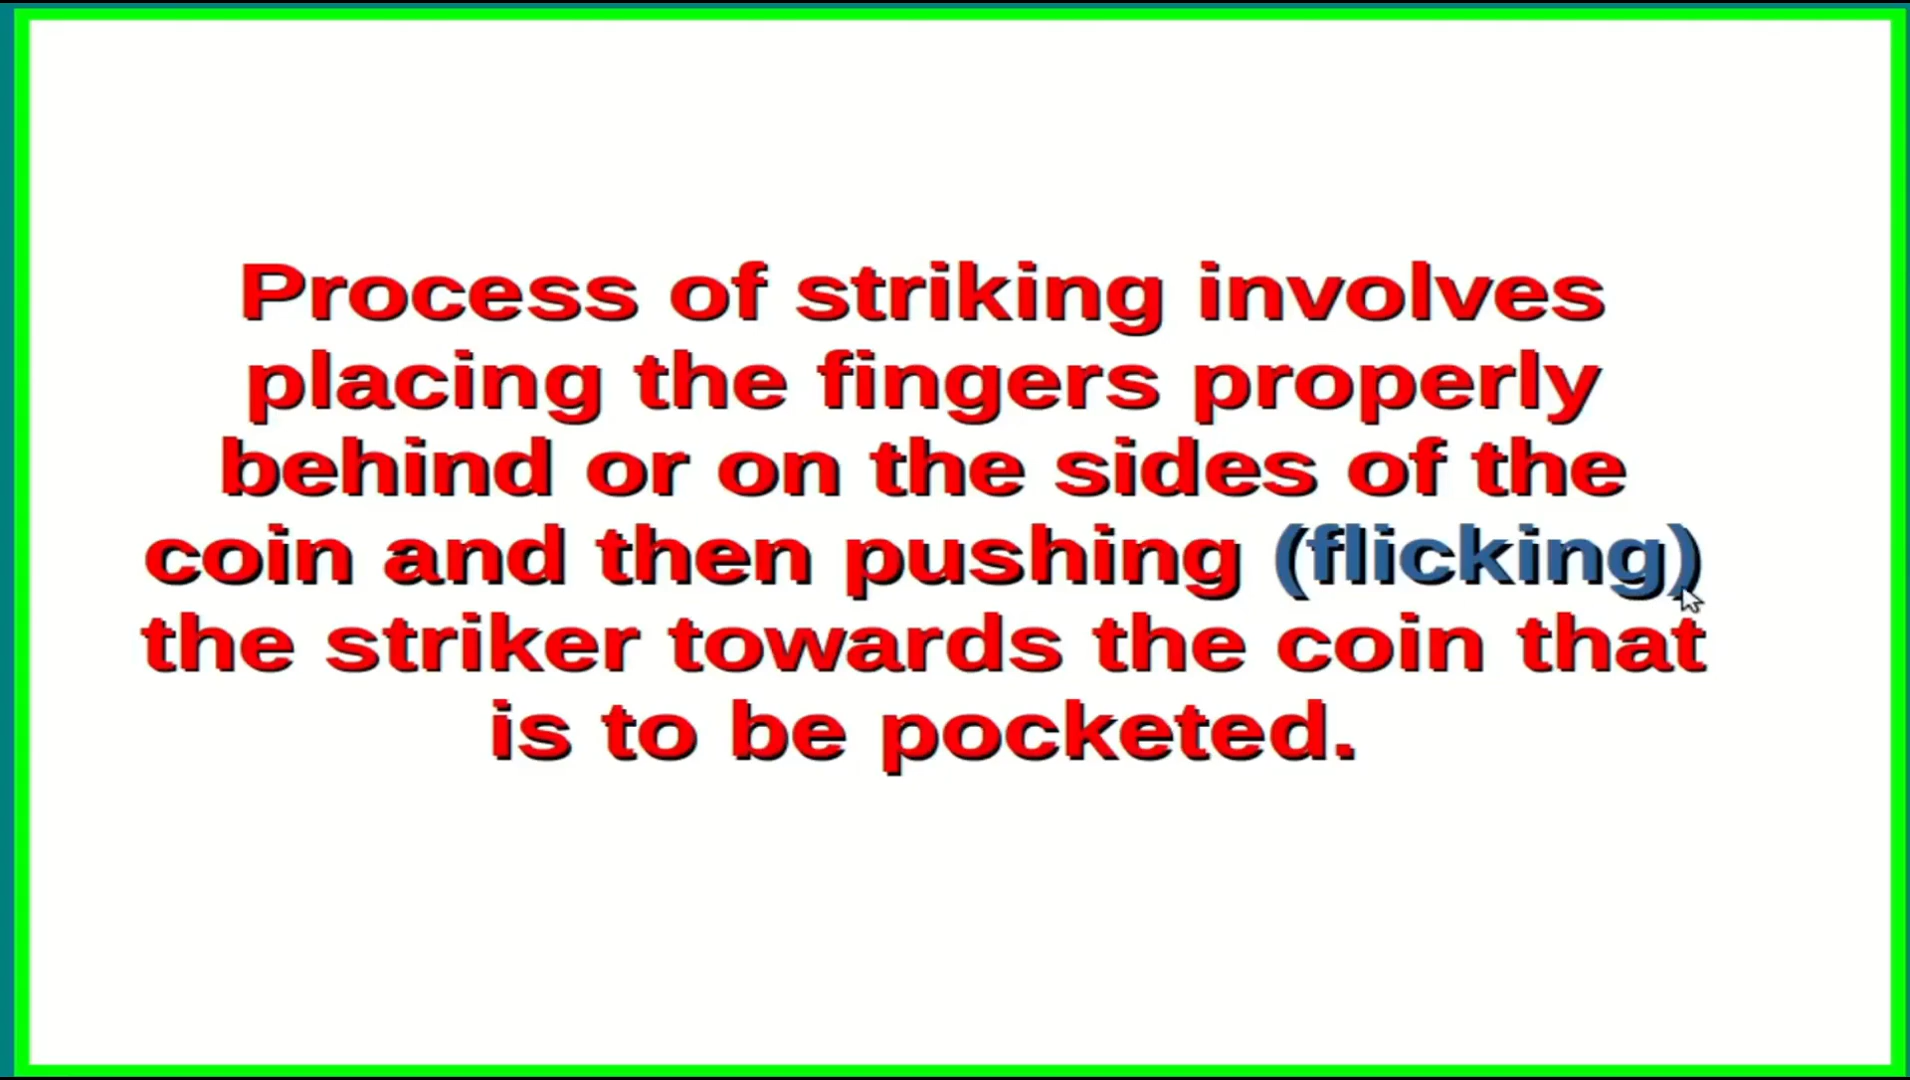 Process of striking involves
placing the fingers properly
behind or on the sides of the
coin and then pushing (flicking)
the striker towards the coin that
is to be pocketed.